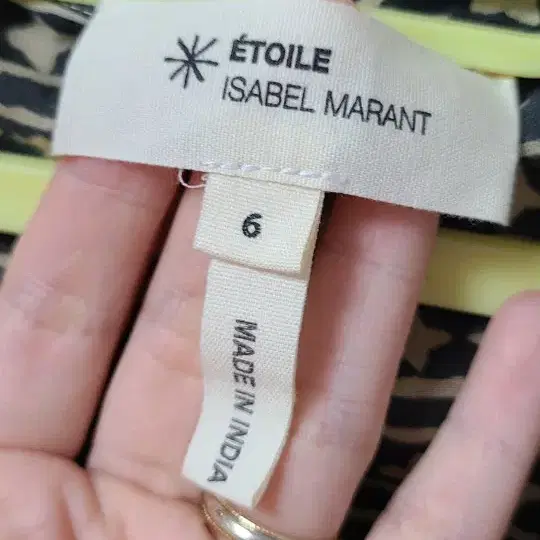 ÉTOILE
ISABEL MARANT
6
MADE IN INDIA